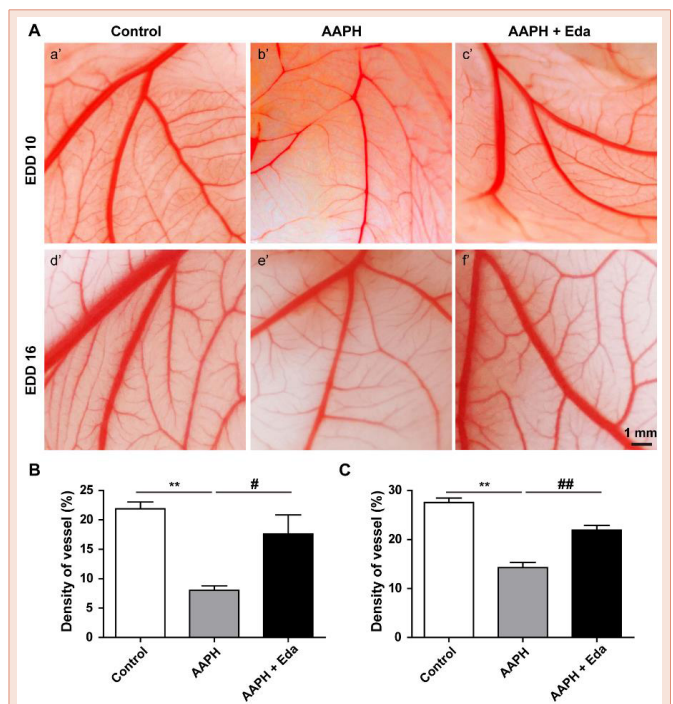 A
Control
AAPH
AAPH + Eda
EDD 10
a’
b’
c’
EDD 16
d’
e’
f’
1 mm
B
Density of vessel (%)
25
20
15
10
5
0
**
#
Control
AAPH
AAPH + Eda
C
Density of vessel (%)
30
20
10
0
**
##
Control
AAPH
AAPH + Eda